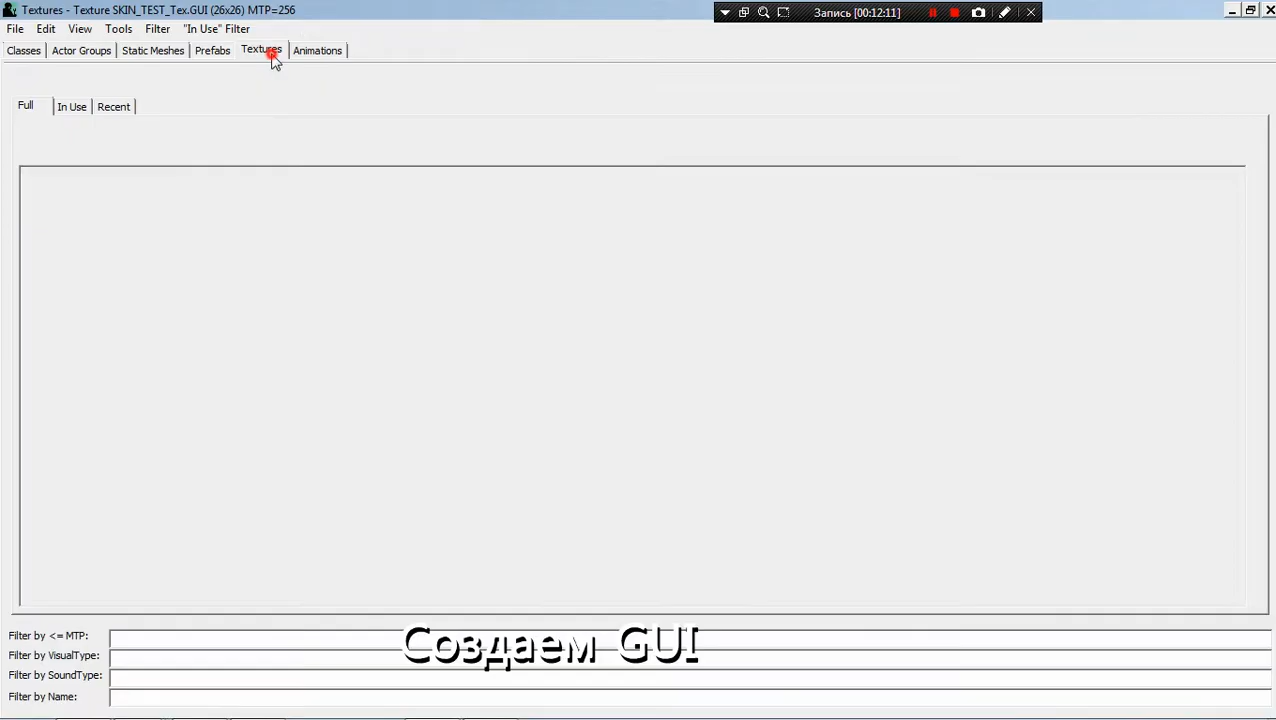 Textures - Texture SKIN_TEST_Tex.GUI (26x26) MTP=256
Запись [00:12:11]
File Edit View Tools Filter "In Use" Filter
Classes Actor Groups Static Meshes Prefabs Textures Animations
Full In Use Recent
Filter by <= MTP:
Filter by VisualType:
Filter by SoundType:
Filter by Name:
Создаем GUI